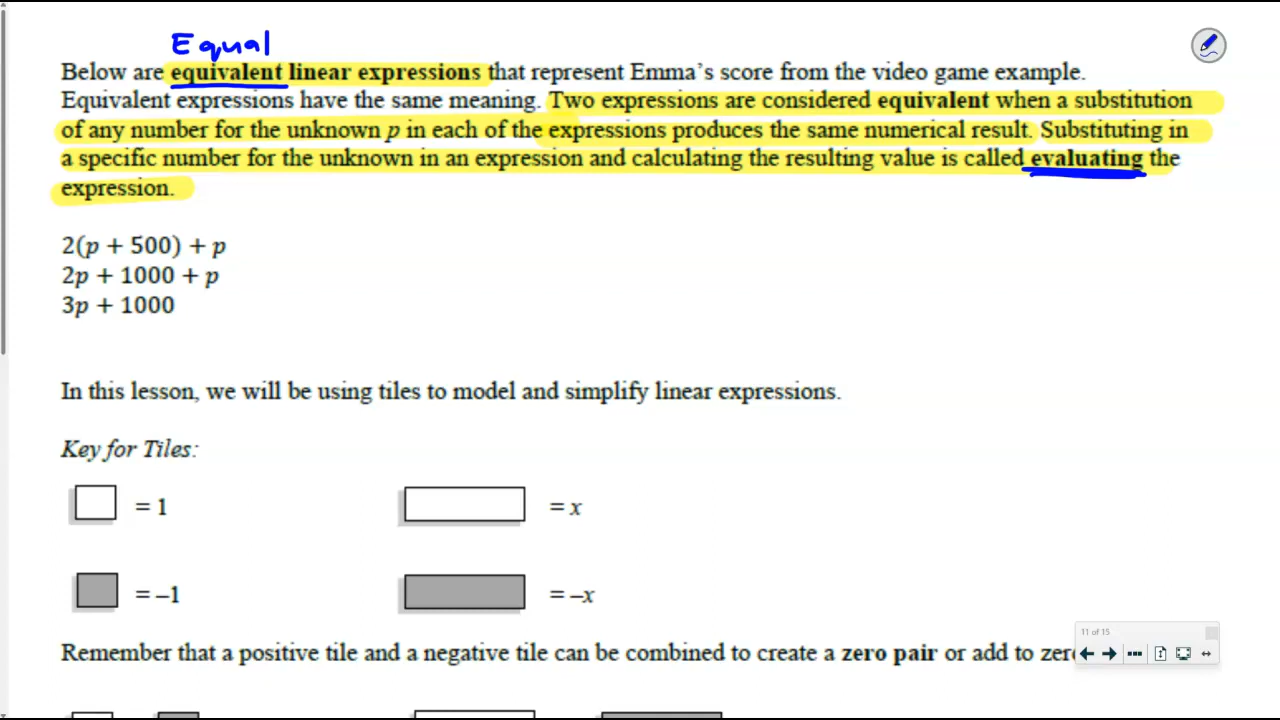 Equal
Below are equivalent linear expressions that represent Emma's score from the video game example.
Equivalent expressions have the same meaning. Two expressions are considered equivalent when a substitution
of any number for the unknown p in each of the expressions produces the same numerical result. Substituting in
a specific number for the unknown in an expression and calculating the resulting value is called evaluating the
expression.
2(p + 500) + p
2p + 1000 + p
3p + 1000
In this lesson, we will be using tiles to model and simplify linear expressions.
Key for Tiles:
= 1 = x
= –1 = –x
11 of 15
Remember that a positive tile and a negative tile can be combined to create a zero pair or add to zero